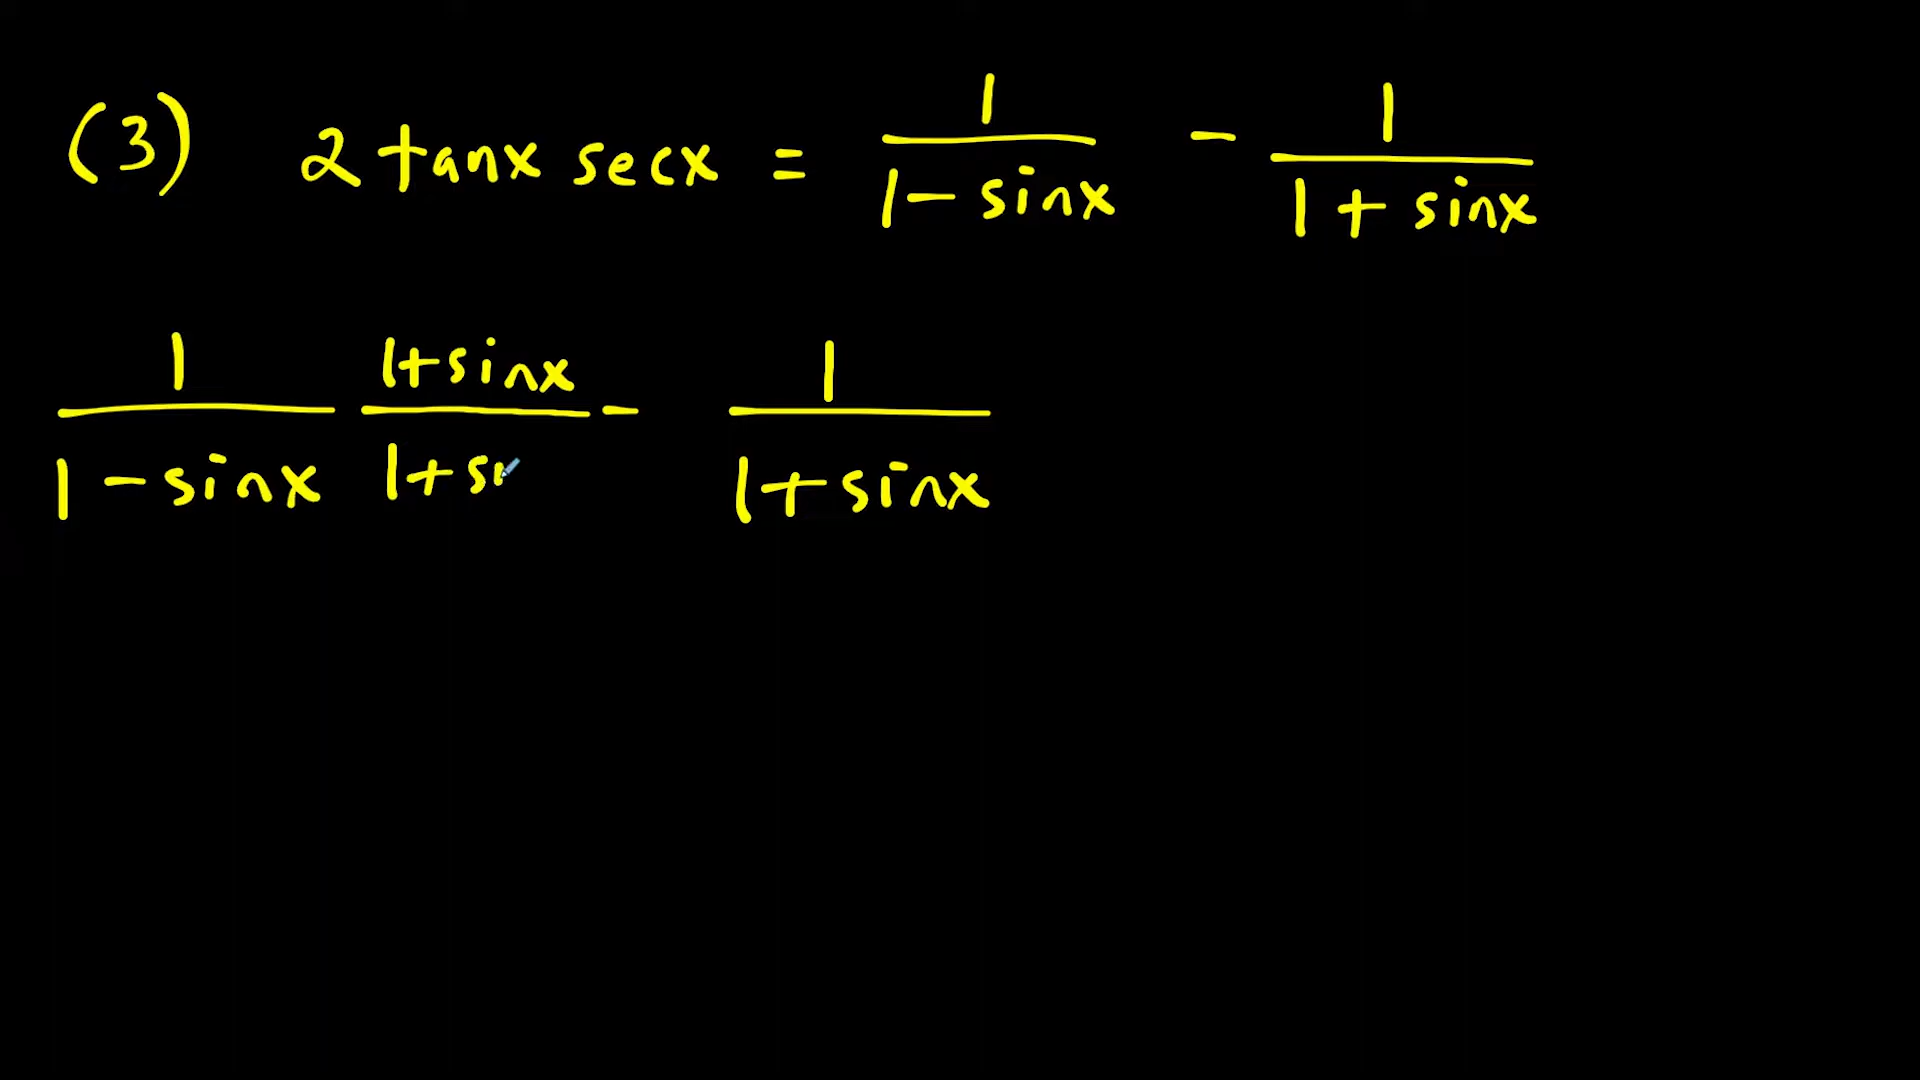 (3) 2 tanx secx = 1/(1 - sinx) - 1/(1 + sinx)
1/(1 - sinx) (1+sinx)/(1+si - 1/(1 + sinx)